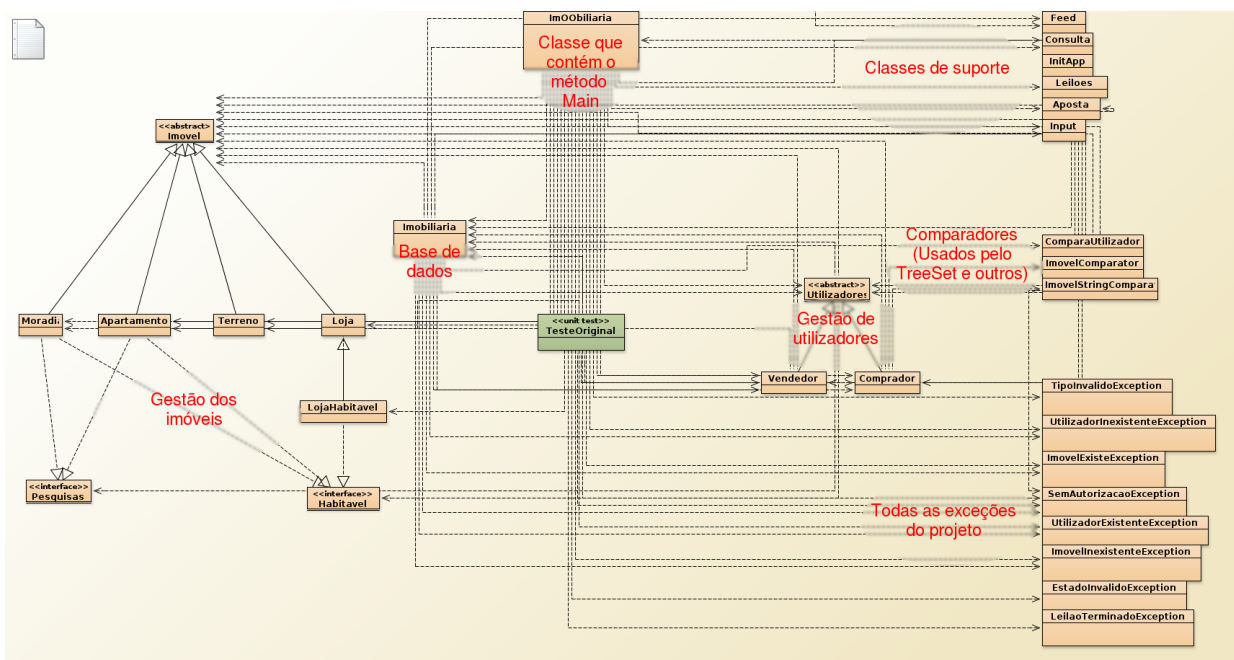 ImOObiliaria
Classe que
contém o
método
Main
Feed
Consulta
InitApp
Leiloes
Aposta
Input
Classes de suporte
<<abstract>
Imovel
Imobiliaria
Base de
dados
Comparadores
(Usados pelo
TreeSet e outros)
ComparaUtilizador
ImovelComparator
ImovelStringCompara
<<abstract>>
Utilizadores
Gestão de
utilizadores
Moradi
Apartamento
Terreno
Loja
<<unit test>>
TesteOriginal
Vendedor
Comprador
Gestão dos
imóveis
LojaHabitavel
<<interface>>
Pesquisas
<<interface>>
Habitavel
TipoInvalidoException
UtilizadorInexistenteException
ImovelExisteException
SemAutorizacaoException
UtilizadorExistenteException
ImovelInexistenteException
EstadoInvalidoException
LeilaoTerminadoException
Todas as exceções
do projeto